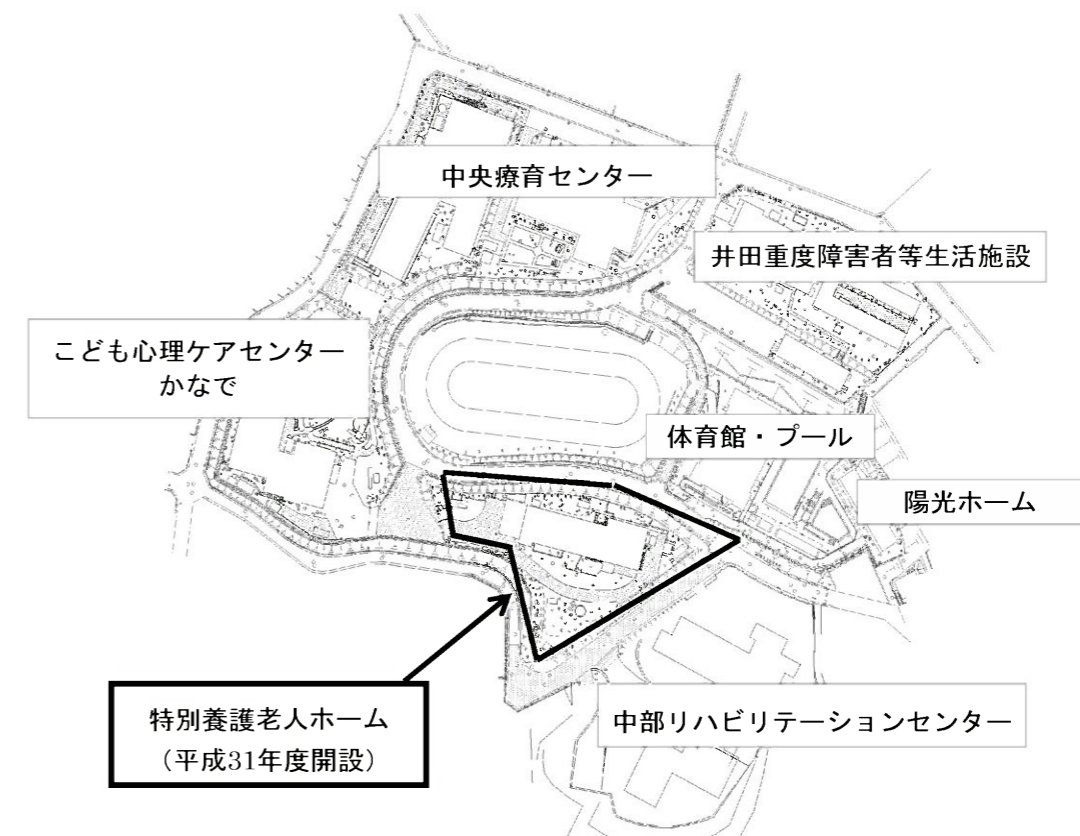 中央療育センター
井田重度障害者等生活施設
こども心理ケアセンター
かなで
体育館・プール
陽光ホーム
特別養護老人ホーム
（平成31年度開設）
中部リハビリテーションセンター